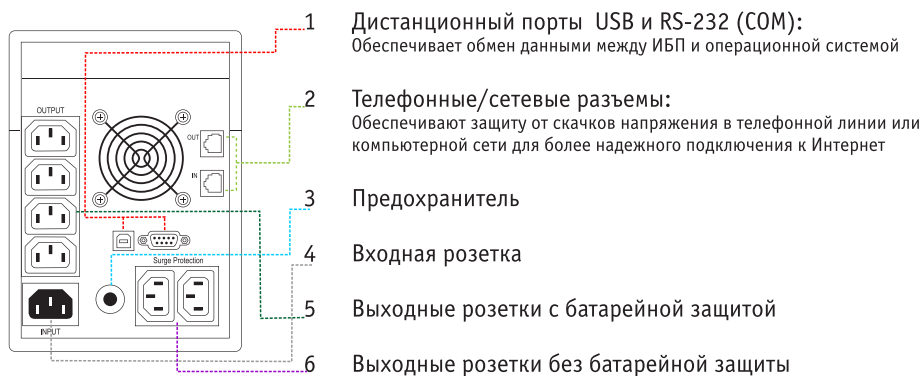 1 Дистанционный порты USB и RS-232 (COM):
Обеспечивает обмен данными между ИБП и операционной системой
2 Телефонные/сетевые разъемы:
Обеспечивают защиту от скачков напряжения в телефонной линии или
компьютерной сети для более надежного подключения к Интернет
3 Предохранитель
4 Входная розетка
5 Выходные розетки с батарейной защитой
6 Выходные розетки без батарейной защиты
OUTPUT
OUT
IN
Surge Protection
INPUT